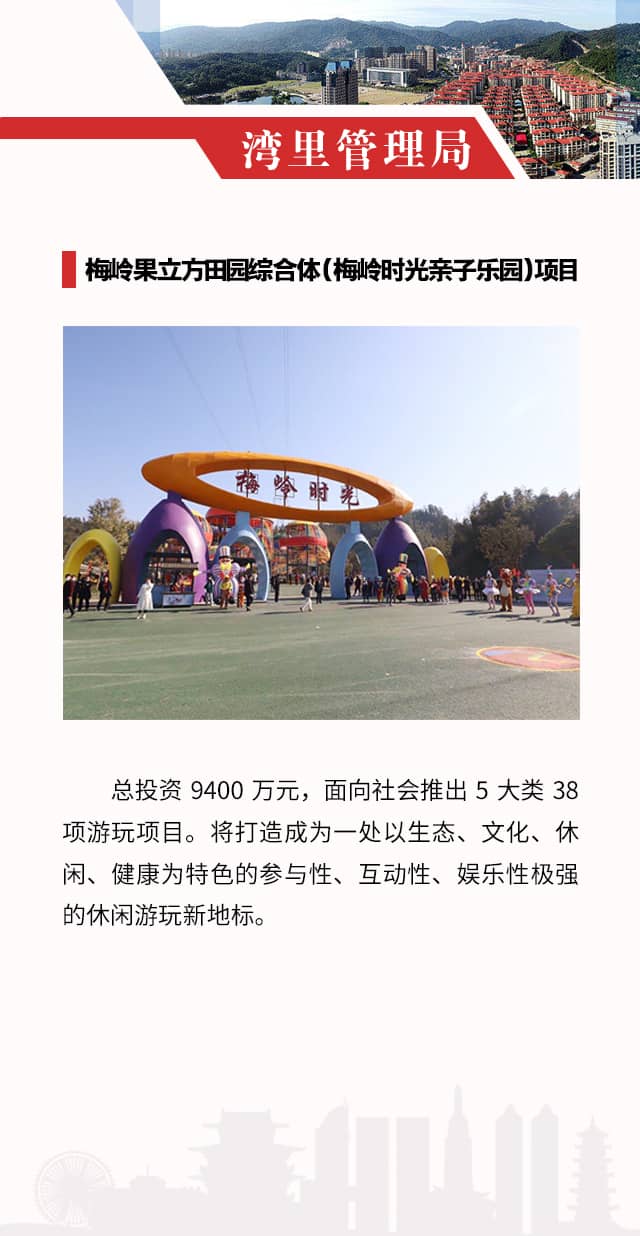 湾里管理局
梅岭果立方田园综合体(梅岭时光亲子乐园)项目
梅岭时光
总投资 9400 万元，面向社会推出 5 大类 38
项游玩项目。将打造成为一处以生态、文化、休
闲、健康为特色的参与性、互动性、娱乐性极强
的休闲游玩新地标。